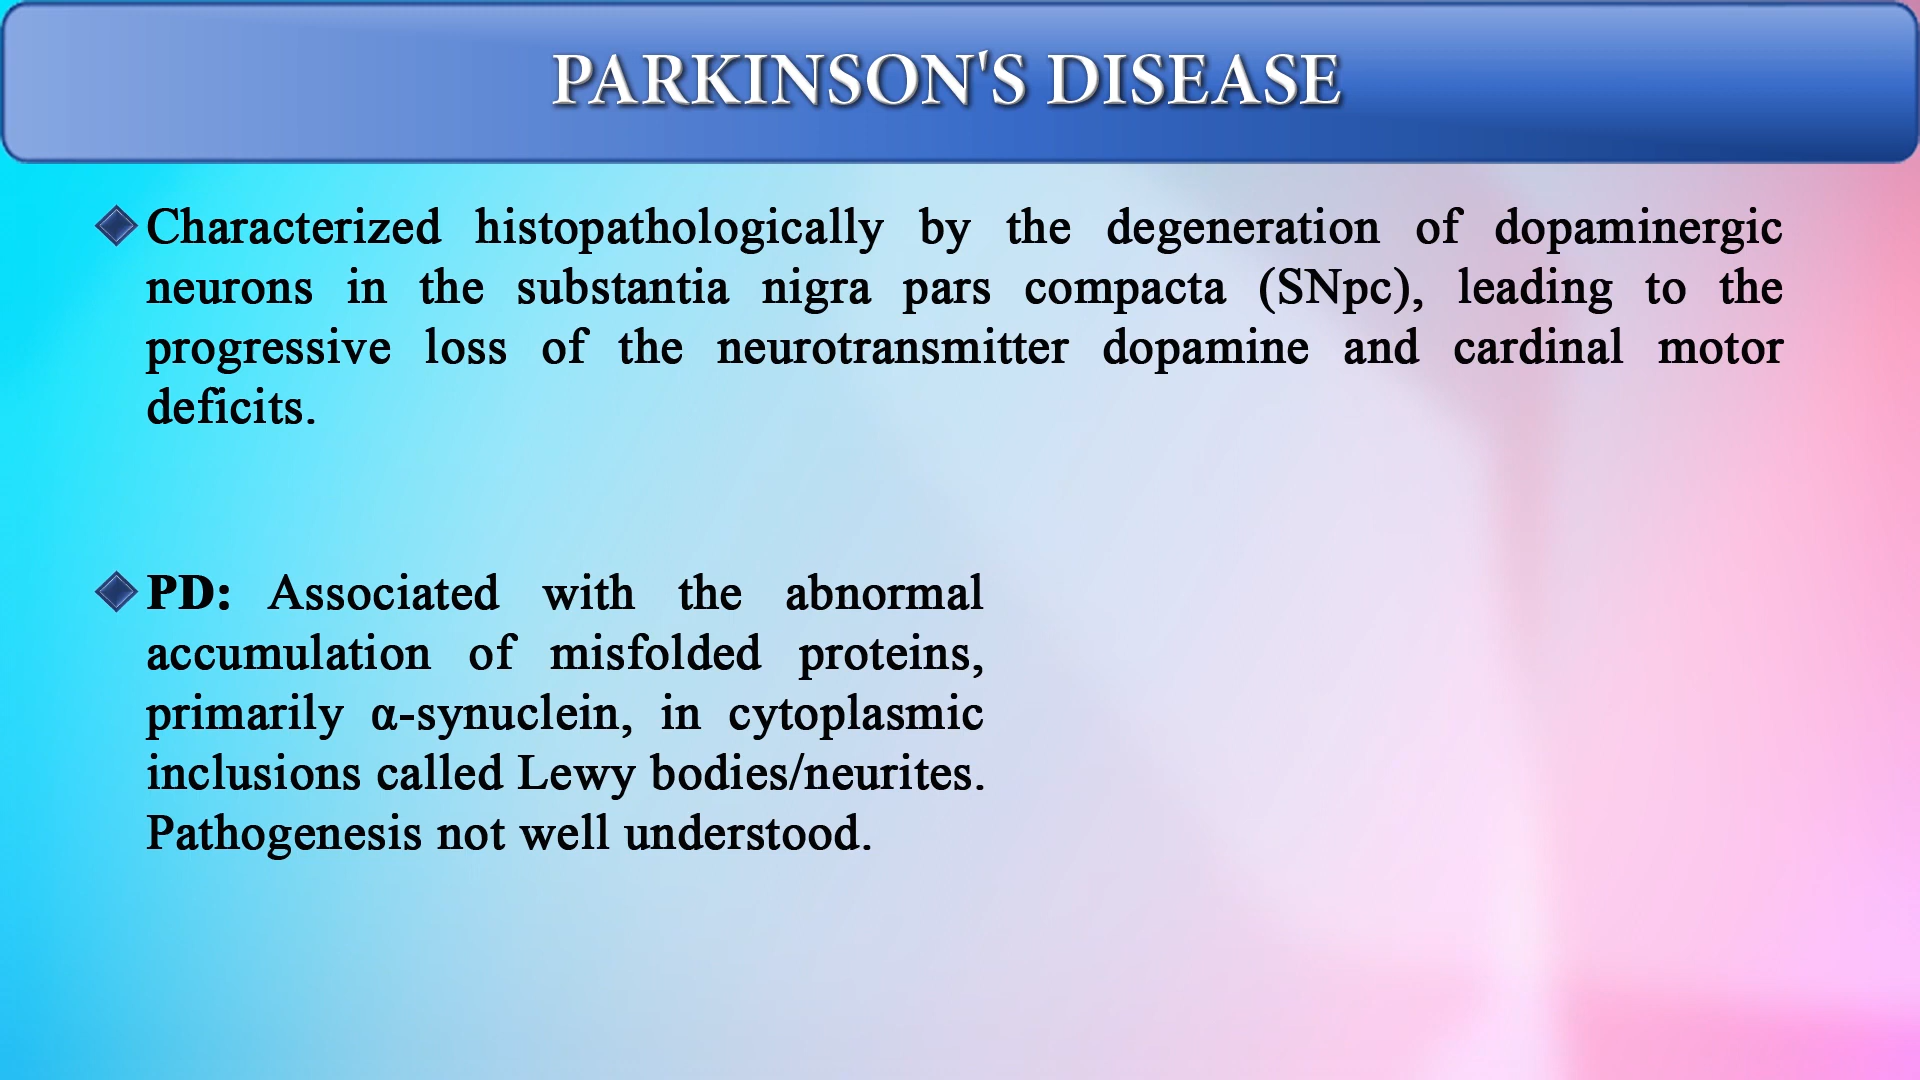 PARKINSON'S DISEASE
Characterized histopathologically by the degeneration of dopaminergic
neurons in the substantia nigra pars compacta (SNpc), leading to the
progressive loss of the neurotransmitter dopamine and cardinal motor
deficits.
PD: Associated with the abnormal
accumulation of misfolded proteins,
primarily α-synuclein, in cytoplasmic
inclusions called Lewy bodies/neurites.
Pathogenesis not well understood.